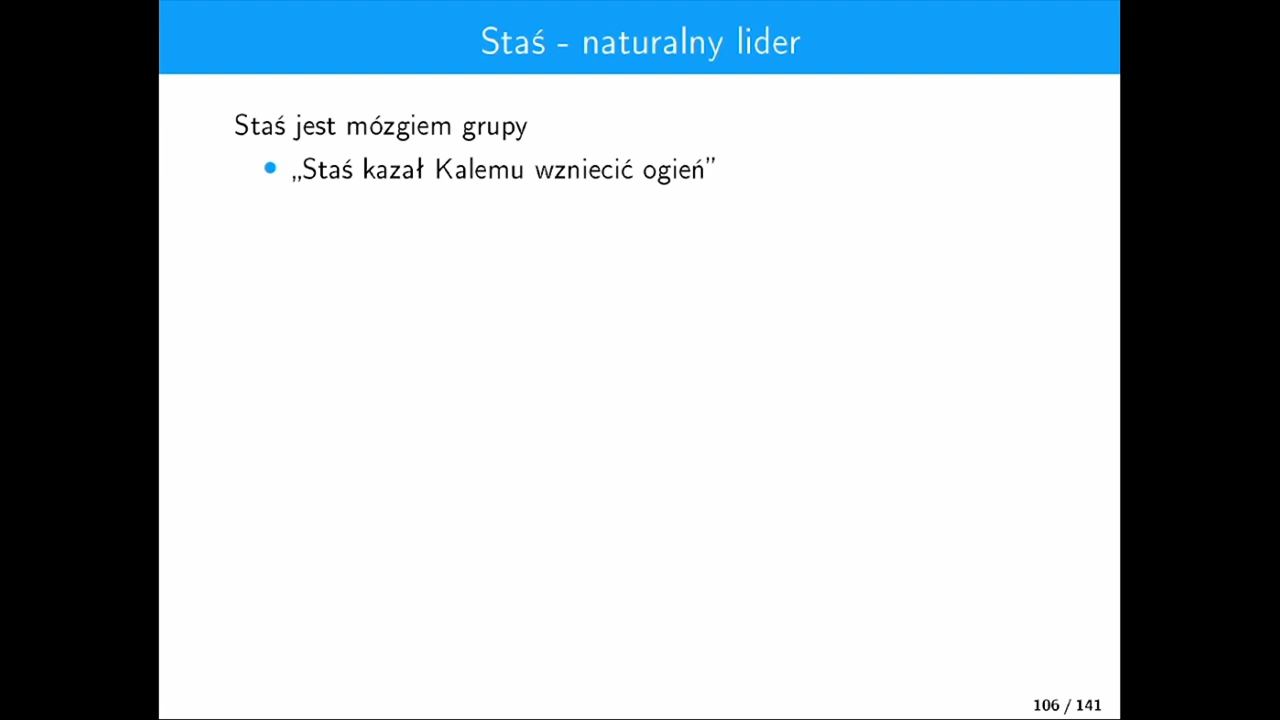 Staś - naturalny lider
Staś jest mózgiem grupy
„Staś kazał Kalemu wzniecić ogień”
106 / 141